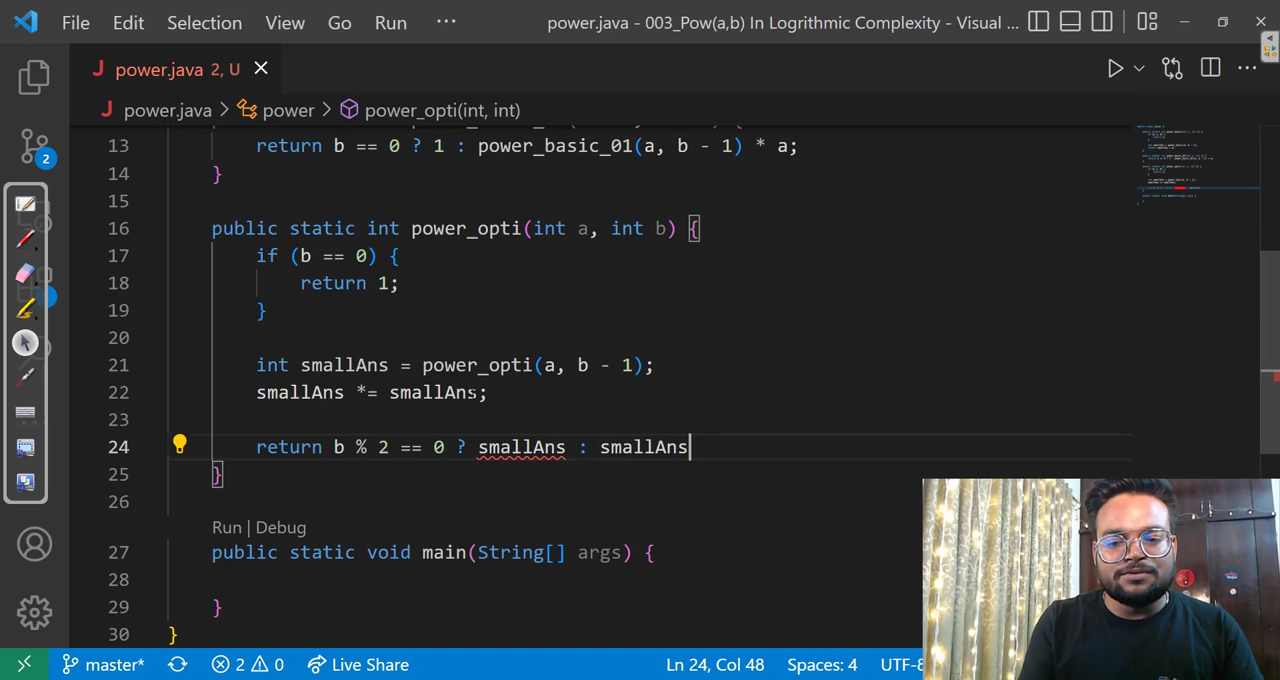 File Edit Selection View Go Run ··· power.java - 003_Pow(a,b) In Logrithmic Complexity - Visual ...
J power.java 2, U
J power.java > power > power_opti(int, int)
13 return b == 0 ? 1 : power_basic_01(a, b - 1) * a;
14 }
15
16 public static int power_opti(int a, int b) {
17 if (b == 0) {
18 return 1;
19 }
20
21 int smallAns = power_opti(a, b - 1);
22 smallAns *= smallAns;
23
24 return b % 2 == 0 ? smallAns : smallAns
25 }
26
Run | Debug
27 public static void main(String[] args) {
28
29 }
30 }
2
master* 2 0 Live Share Ln 24, Col 48 Spaces: 4 UTF-8